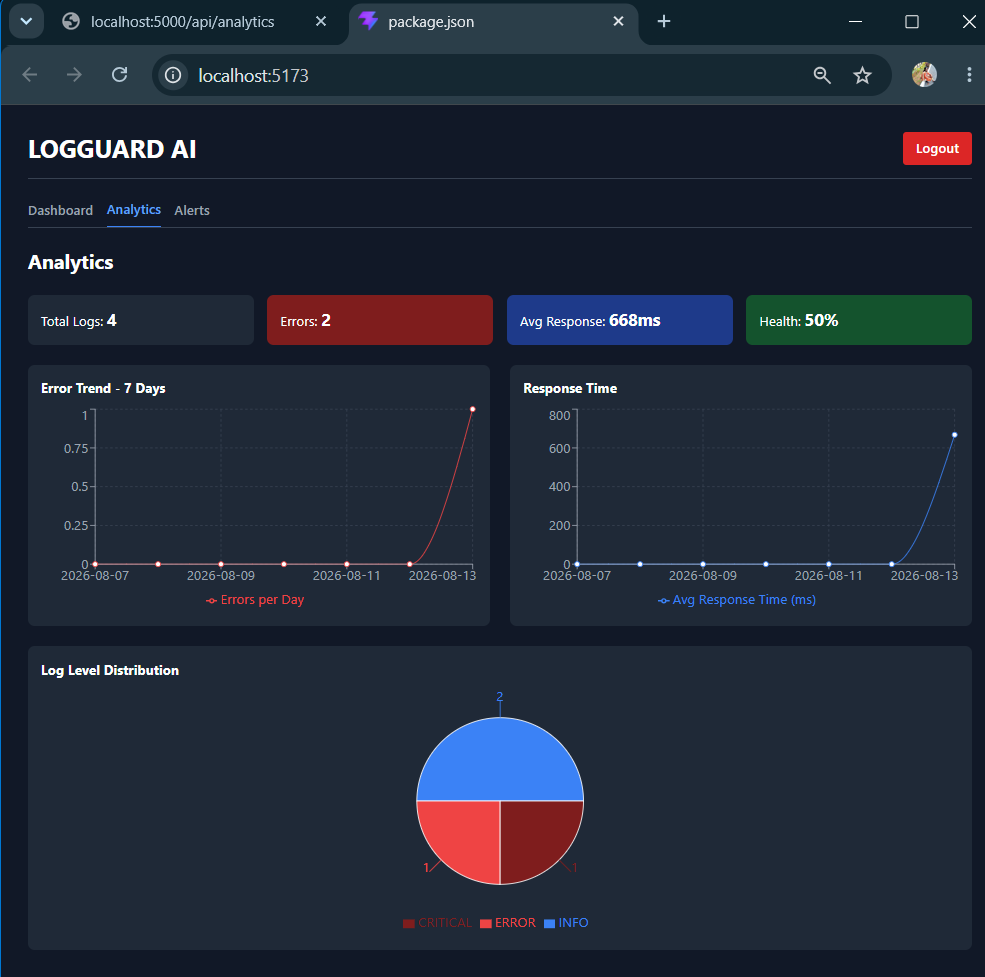 localhost:5000/api/analytics
package.json
localhost:5173
LOGGUARD AI
Logout
Dashboard Analytics Alerts
Analytics
Total Logs: 4
Errors: 2
Avg Response: 668ms
Health: 50%
Error Trend - 7 Days
1
0.75
0.5
0.25
0
2026-08-07 2026-08-09 2026-08-11 2026-08-13
Errors per Day
Response Time
800
600
400
200
0
2026-08-07 2026-08-09 2026-08-11 2026-08-13
Avg Response Time (ms)
Log Level Distribution
2
1 1
CRITICAL ERROR INFO